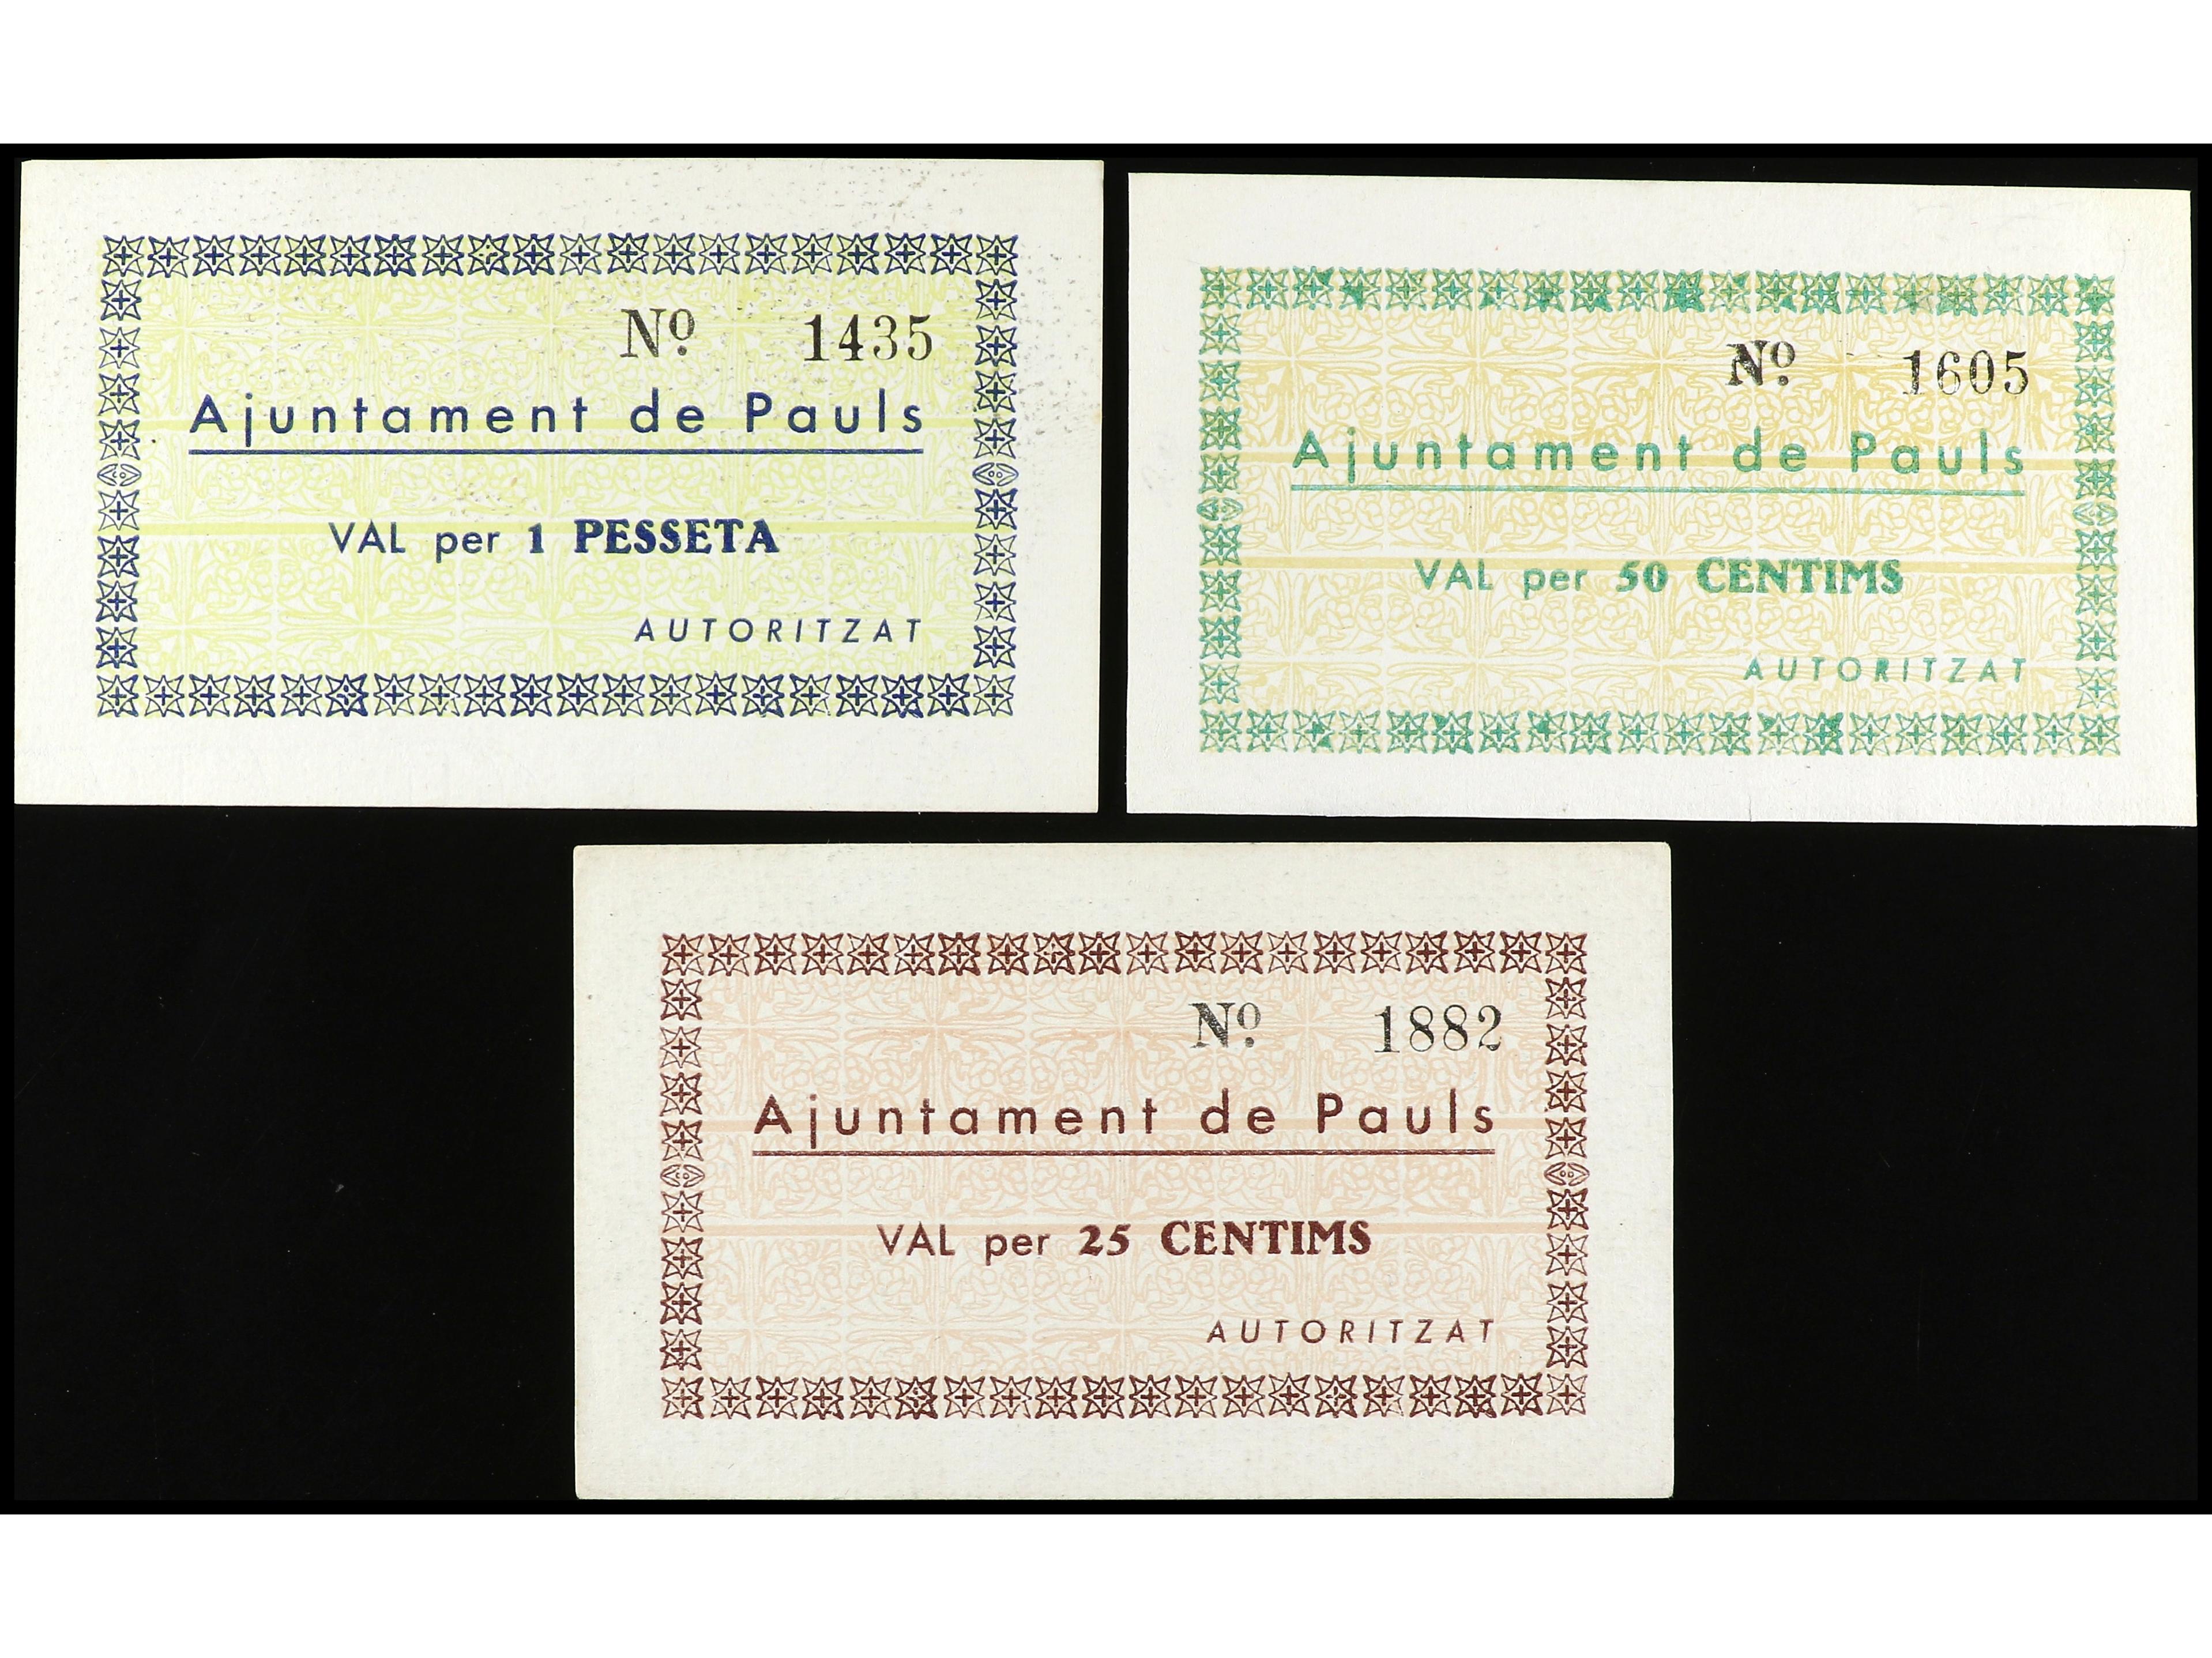 Nº 1435
Ajuntament de Pauls
VAL per 1 PESSETA
AUTORITZAT
Nº 1605
Ajuntament de Pauls
VAL per 50 CENTIMS
AUTORITZAT
Nº 1882
Ajuntament de Pauls
VAL per 25 CENTIMS
AUTORITZAT